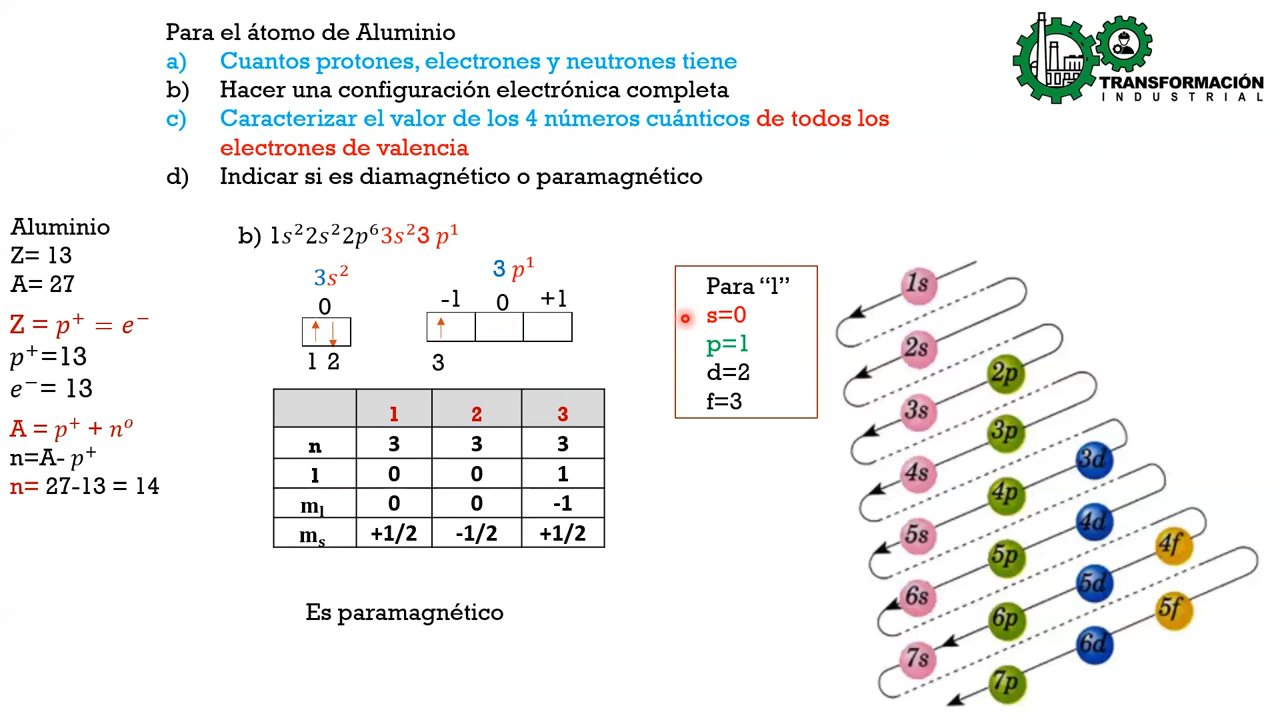 Para el átomo de Aluminio
a) Cuantos protones, electrones y neutrones tiene
b) Hacer una configuración electrónica completa
c) Caracterizar el valor de los 4 números cuánticos de todos los
electrones de valencia
d) Indicar si es diamagnético o paramagnético
TRANSFORMACIÓN
INDUSTRIAL
Aluminio
Z= 13
A= 27
Z = p⁺ = e⁻
p⁺=13
e⁻= 13
A = p⁺ + n⁰
n=A- p⁺
n= 27-13 = 14
b) 1s²2s²2p⁶3s²3 p¹
3s²
0
1 2
3 p¹
-1 0 +1
3
1 2 3
n 3 3 3
l 0 0 1
mₗ 0 0 -1
mₛ +1/2 -1/2 +1/2
Es paramagnético
Para “l”
s=0
p=1
d=2
f=3
1s
2s
2p
3s
3p
3d
4s
4p
4d
4f
5s
5p
5d
5f
6s
6p
6d
7s
7p